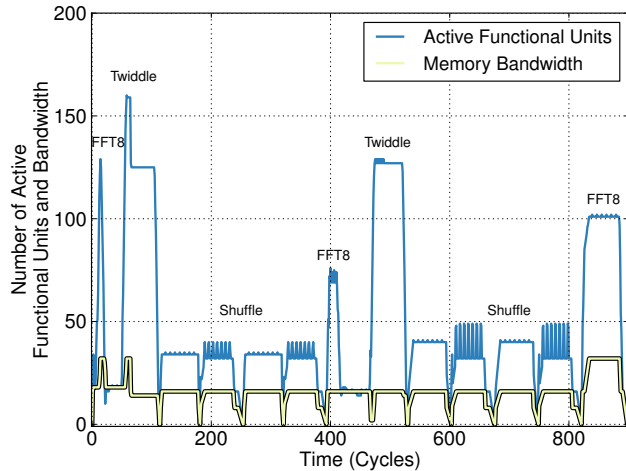 200
150
100
50
0
Number of Active
Functional Units and Bandwidth
Active Functional Units
Memory Bandwidth
Twiddle
FFT8
Shuffle
FFT8
Twiddle
Shuffle
FFT8
0
200
400
600
800
Time (Cycles)